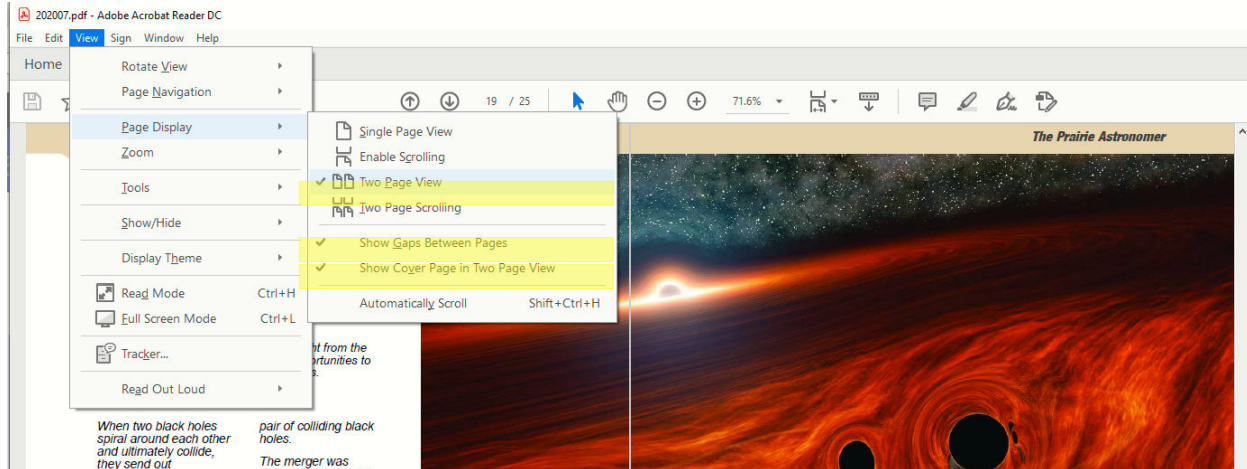 202007.pdf - Adobe Acrobat Reader DC
File Edit View Sign Window Help
Home
19 / 25 71.6%
Rotate View
Page Navigation
Page Display
Zoom
Tools
Show/Hide
Display Theme
Read Mode Ctrl+H
Full Screen Mode Ctrl+L
Tracker...
Read Out Loud
Single Page View
Enable Scrolling
Two Page View
Two Page Scrolling
Show Gaps Between Pages
Show Cover Page in Two Page View
Automatically Scroll Shift+Ctrl+H
The Prairie Astronomer
from the
to
When two black holes
spiral around each other
and ultimately collide,
they send out
pair of colliding black
holes.
The merger was